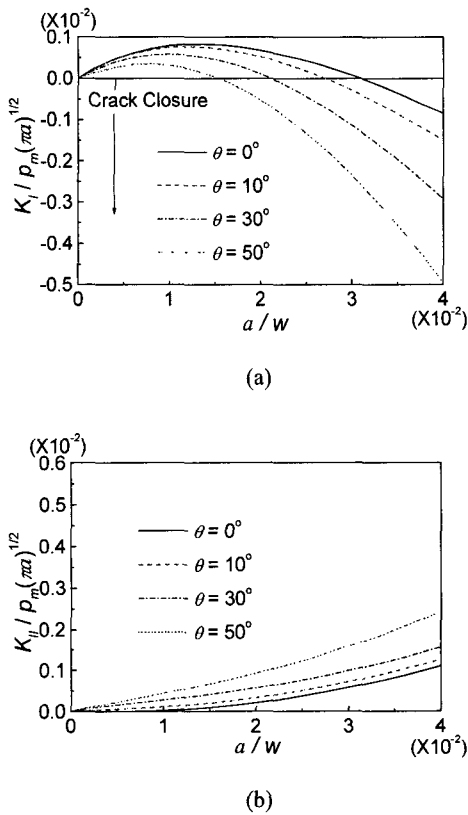 (X10⁻²)
0.1
0.0
-0.1
-0.2
-0.3
-0.4
-0.5
K_I / p_m(πa)^1/2
Crack Closure
θ = 0°
θ = 10°
θ = 30°
θ = 50°
0 1 2 3 4
a / w (X10⁻²)
(a)
(X10⁻²)
0.6
0.5
0.4
0.3
0.2
0.1
0.0
K_II / p_m(πa)^1/2
θ = 0°
θ = 10°
θ = 30°
θ = 50°
0 1 2 3 4
a / w (X10⁻²)
(b)